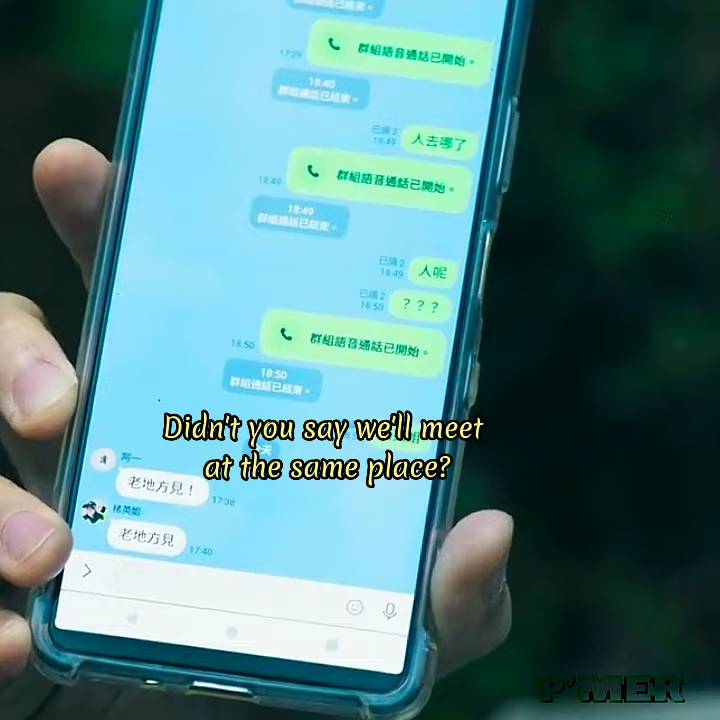 群組語音通話已開始。
17:29
18:40
群組通話已結束。
已讀 2
18:49
人去哪了
群組語音通話已開始。
18:49
18:49
群組通話已結束。
已讀 2
18:49
人呢
已讀 2
18:50
???
群組語音通話已開始。
18:50
18:50
群組通話已結束。
Didn't you say we'll meet
at the same place?
阿一
老地方見!
17:38
老地方見
17:40